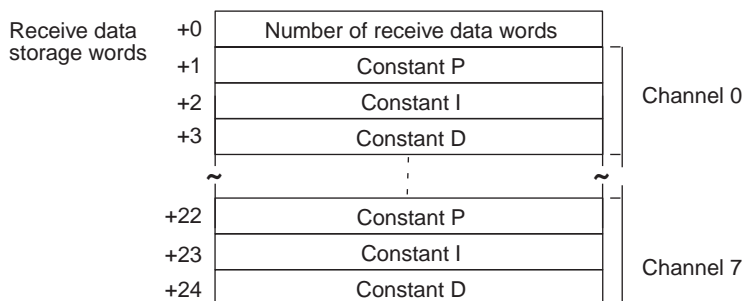 Receive data
storage words
+0 Number of receive data words
+1 Constant P
+2 Constant I
+3 Constant D
Channel 0
~ ~
+22 Constant P
+23 Constant I
+24 Constant D
Channel 7